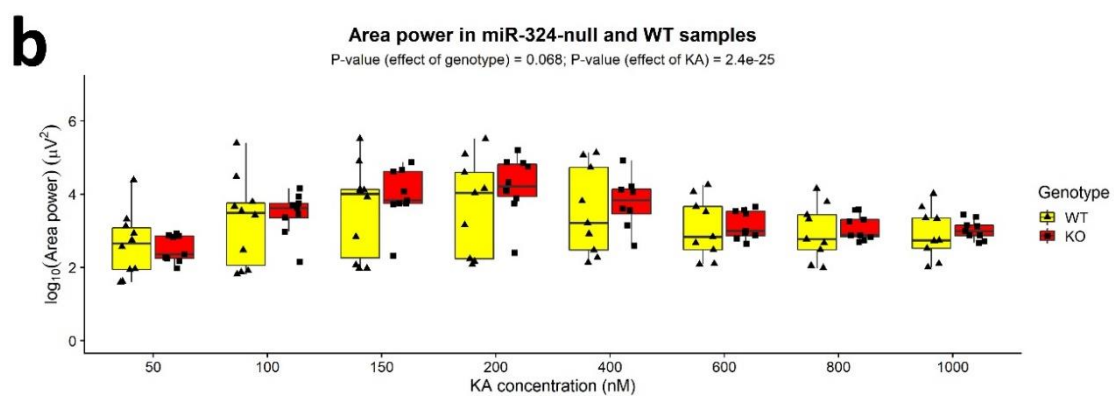 b
Area power in miR-324-null and WT samples
P-value (effect of genotype) = 0.068; P-value (effect of KA) = 2.4e-25
log₁₀(Area power) (μV²)
6
4
2
0
50 100 150 200 400 600 800 1000
KA concentration (nM)
Genotype
WT
KO